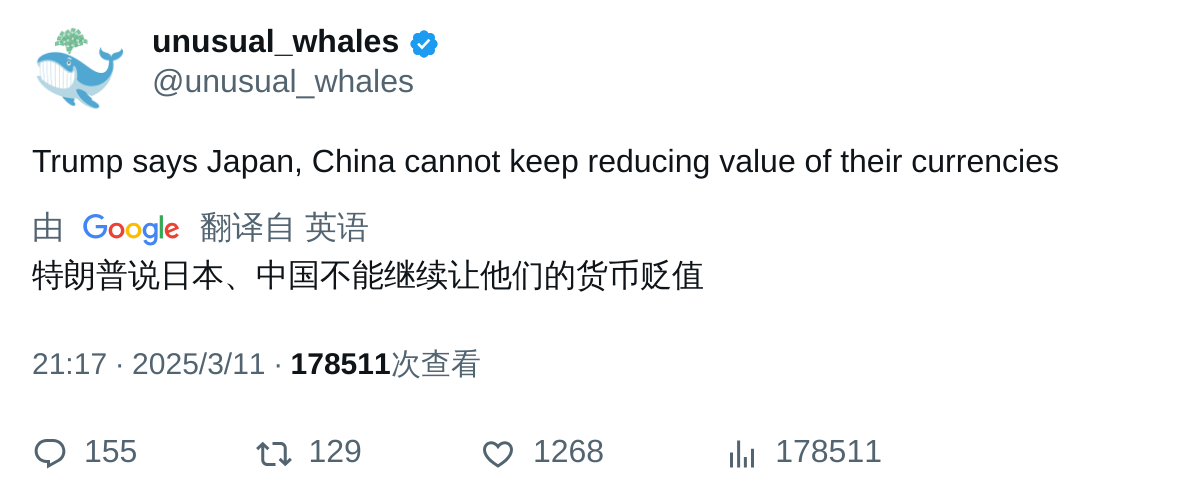 unusual_whales
@unusual_whales
Trump says Japan, China cannot keep reducing value of their currencies
由 Google 翻译自 英语
特朗普说日本、中国不能继续让他们的货币贬值
21:17 · 2025/3/11 · 178511次查看
155 129 1268 178511